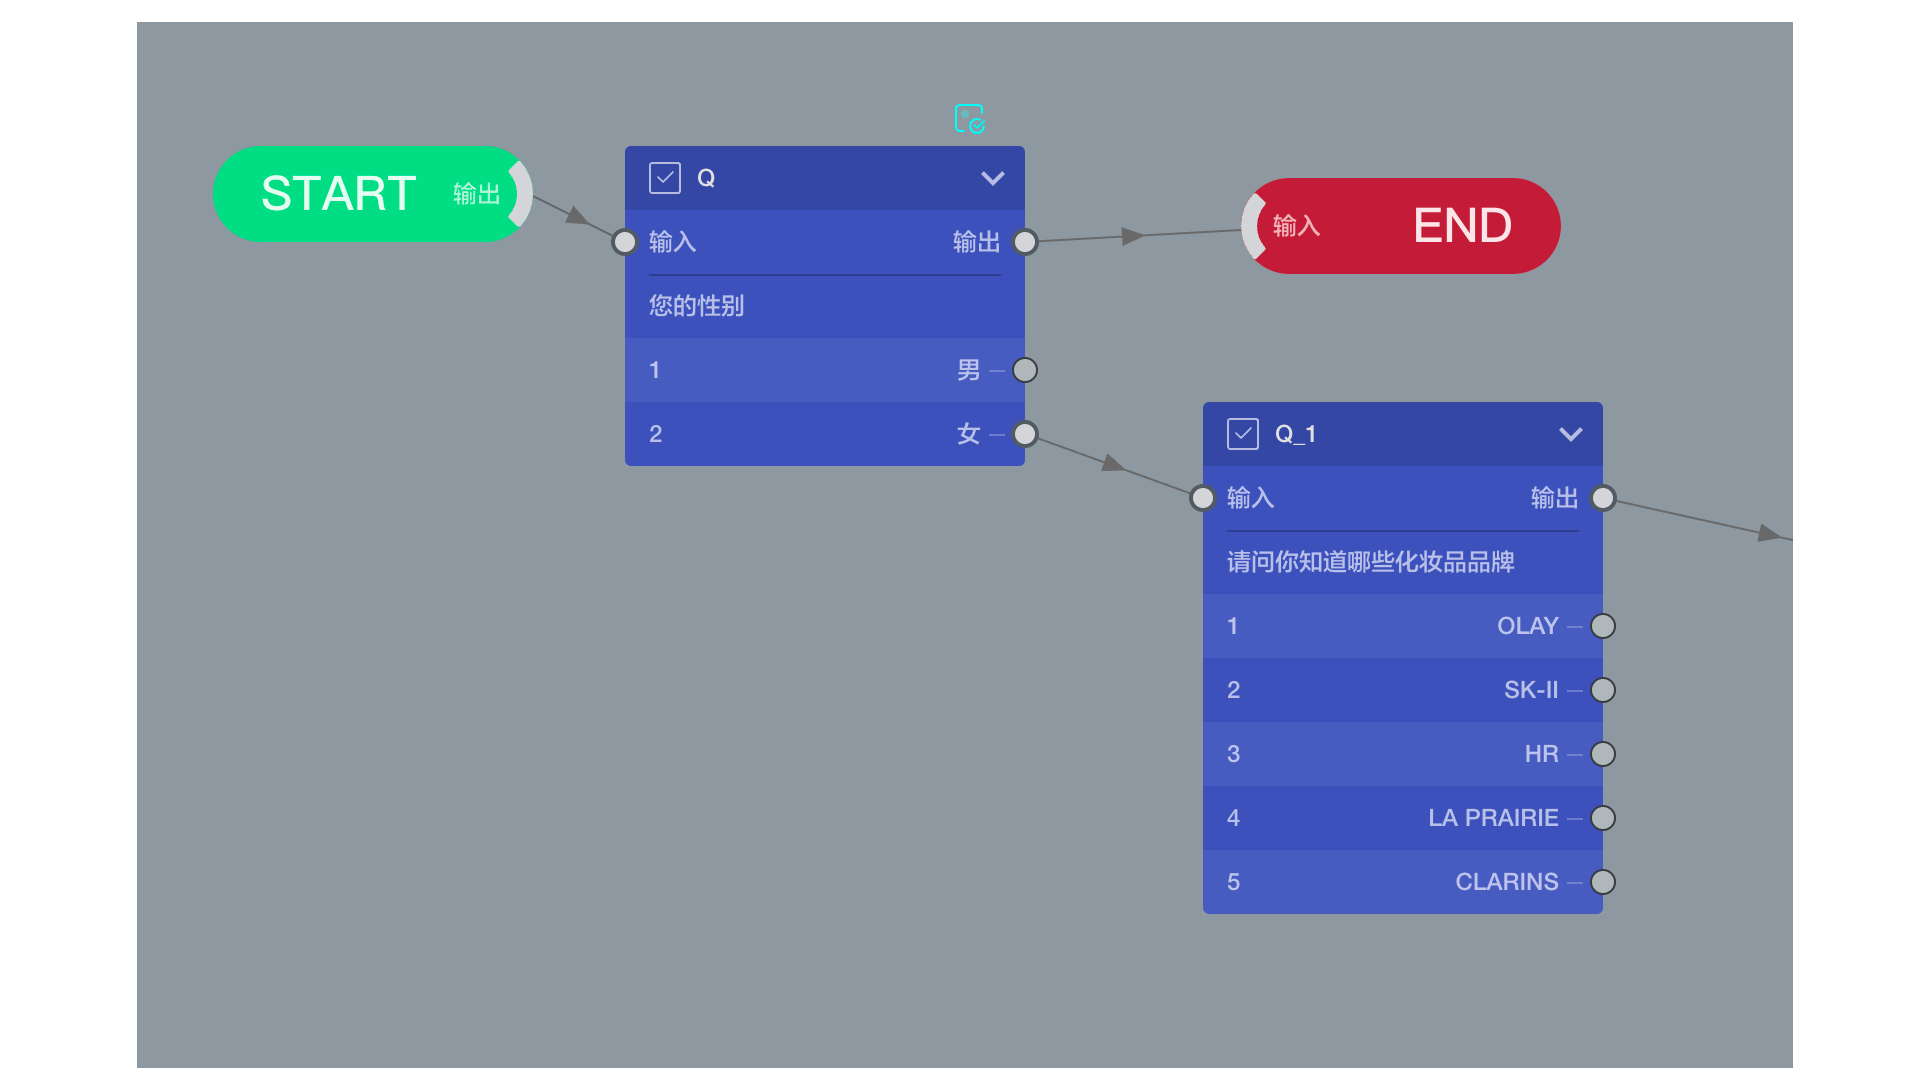 START 输出
Q
输入 输出
您的性别
1 男
2 女
输入 END
Q_1
输入 输出
请问你知道哪些化妆品品牌
1 OLAY
2 SK-II
3 HR
4 LA PRAIRIE
5 CLARINS